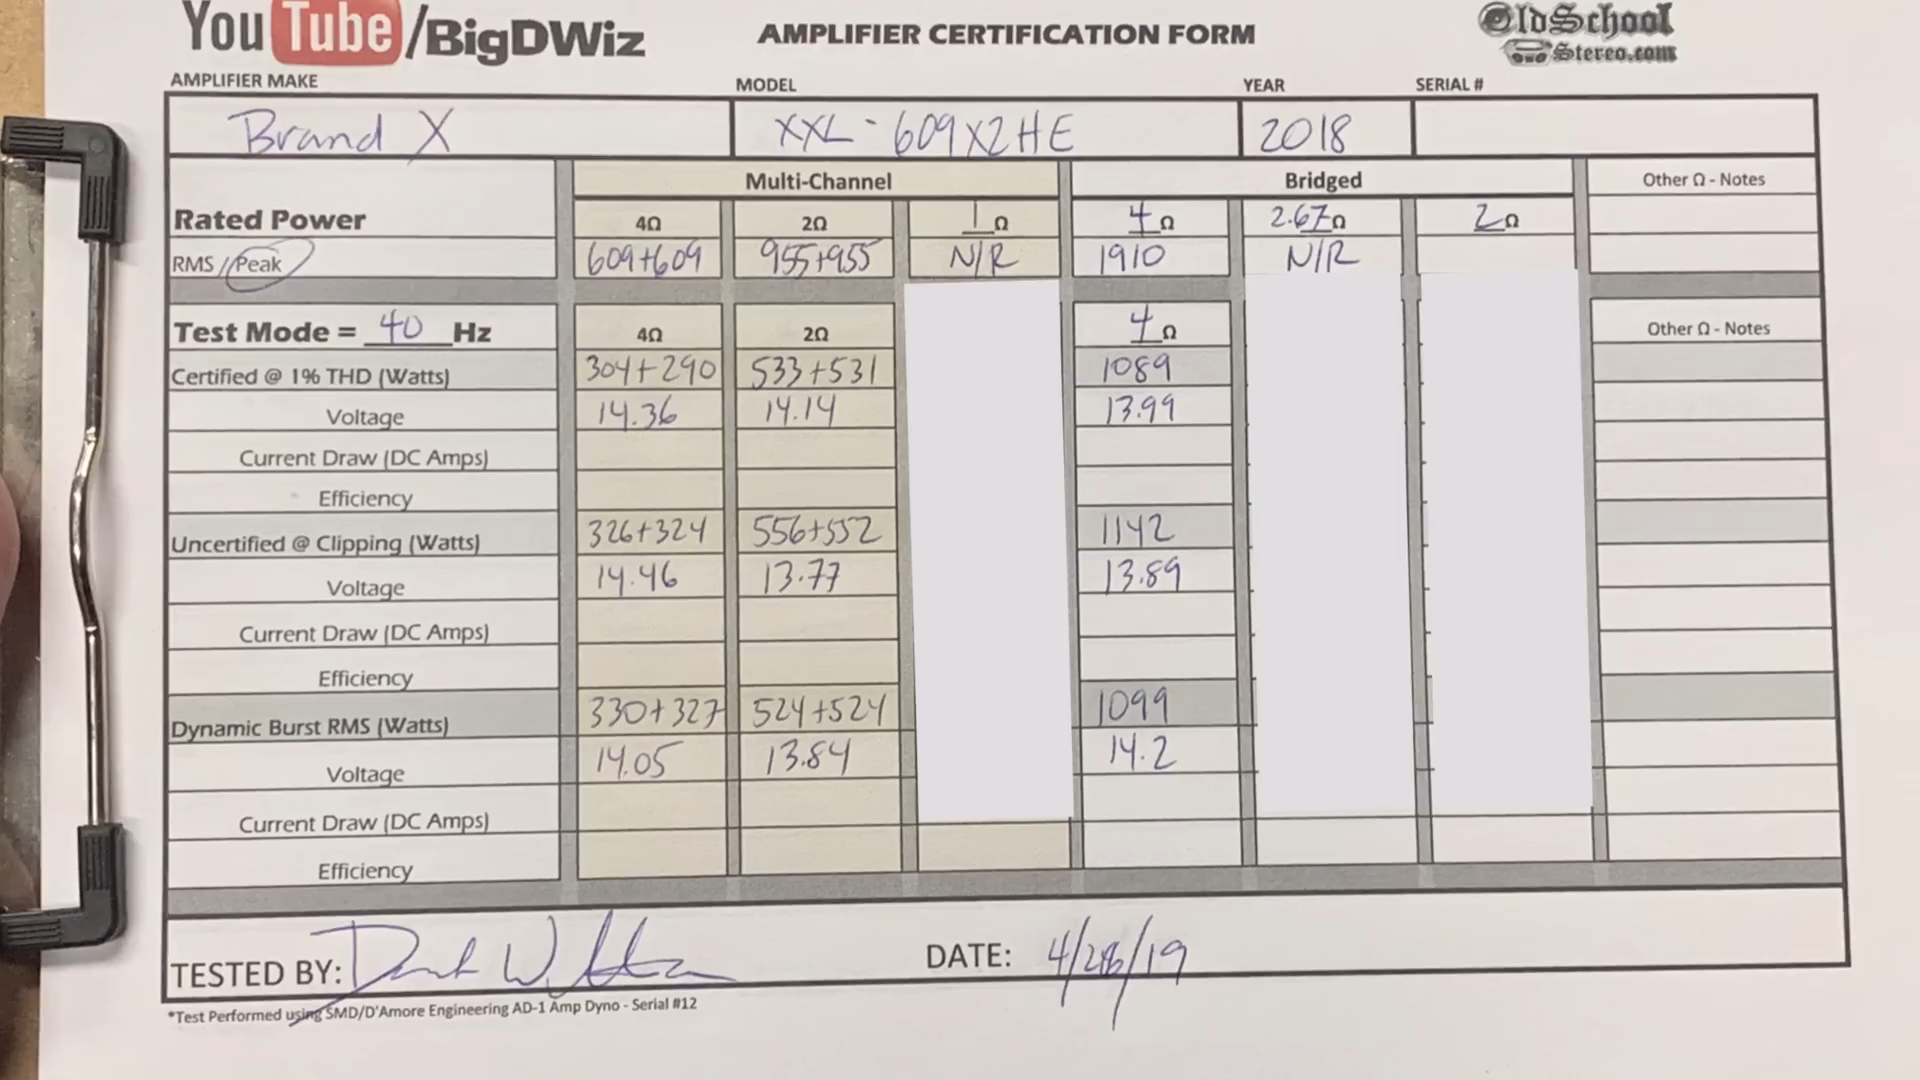 YouTube/BigDWiz AMPLIFIER CERTIFICATION FORM OldSchool Stereo.com
AMPLIFIER MAKE MODEL YEAR SERIAL #
Brand X XXL-609X2HE 2018
Multi-Channel Bridged Other Ω - Notes
Rated Power 4Ω 2Ω 1Ω 4Ω 2.67Ω 2Ω
RMS / Peak 609+609 955+955 N/R 1910 N/R
Test Mode = 40 Hz 4Ω 2Ω 4Ω Other Ω - Notes
Certified @ 1% THD (Watts) 304+290 533+531 1089
Voltage 14.36 14.14 13.99
Current Draw (DC Amps)
Efficiency
Uncertified @ Clipping (Watts) 326+324 556+552 1142
Voltage 14.46 13.77 13.89
Current Draw (DC Amps)
Efficiency
Dynamic Burst RMS (Watts) 330+327 524+524 1099
Voltage 14.05 13.84 14.2
Current Draw (DC Amps)
Efficiency
TESTED BY: DATE: 4/28/19
*Test Performed using SMD/D'Amore Engineering AD-1 Amp Dyno - Serial #12